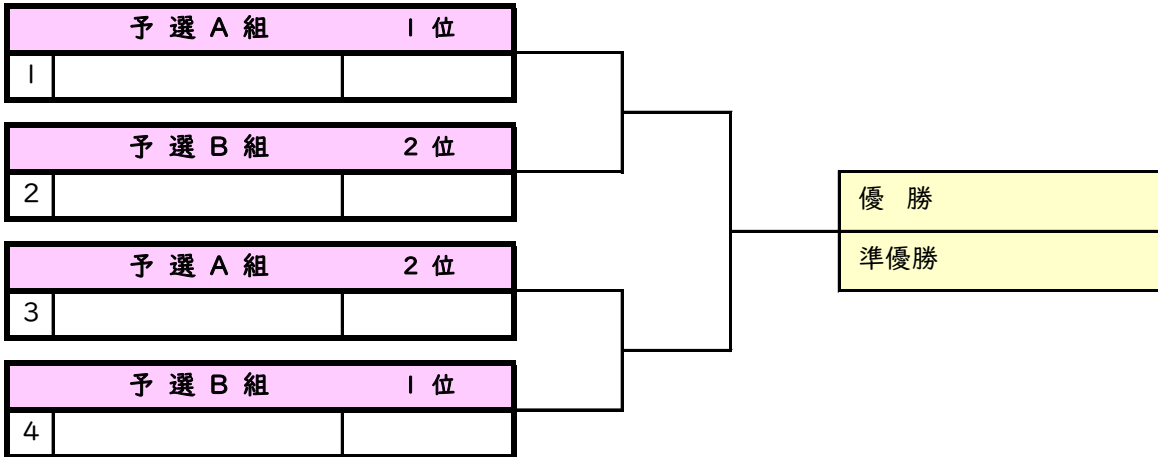 予 選 A 組 1 位
1
予 選 B 組 2 位
2
予 選 A 組 2 位
3
予 選 B 組 1 位
4
優 勝
準優勝